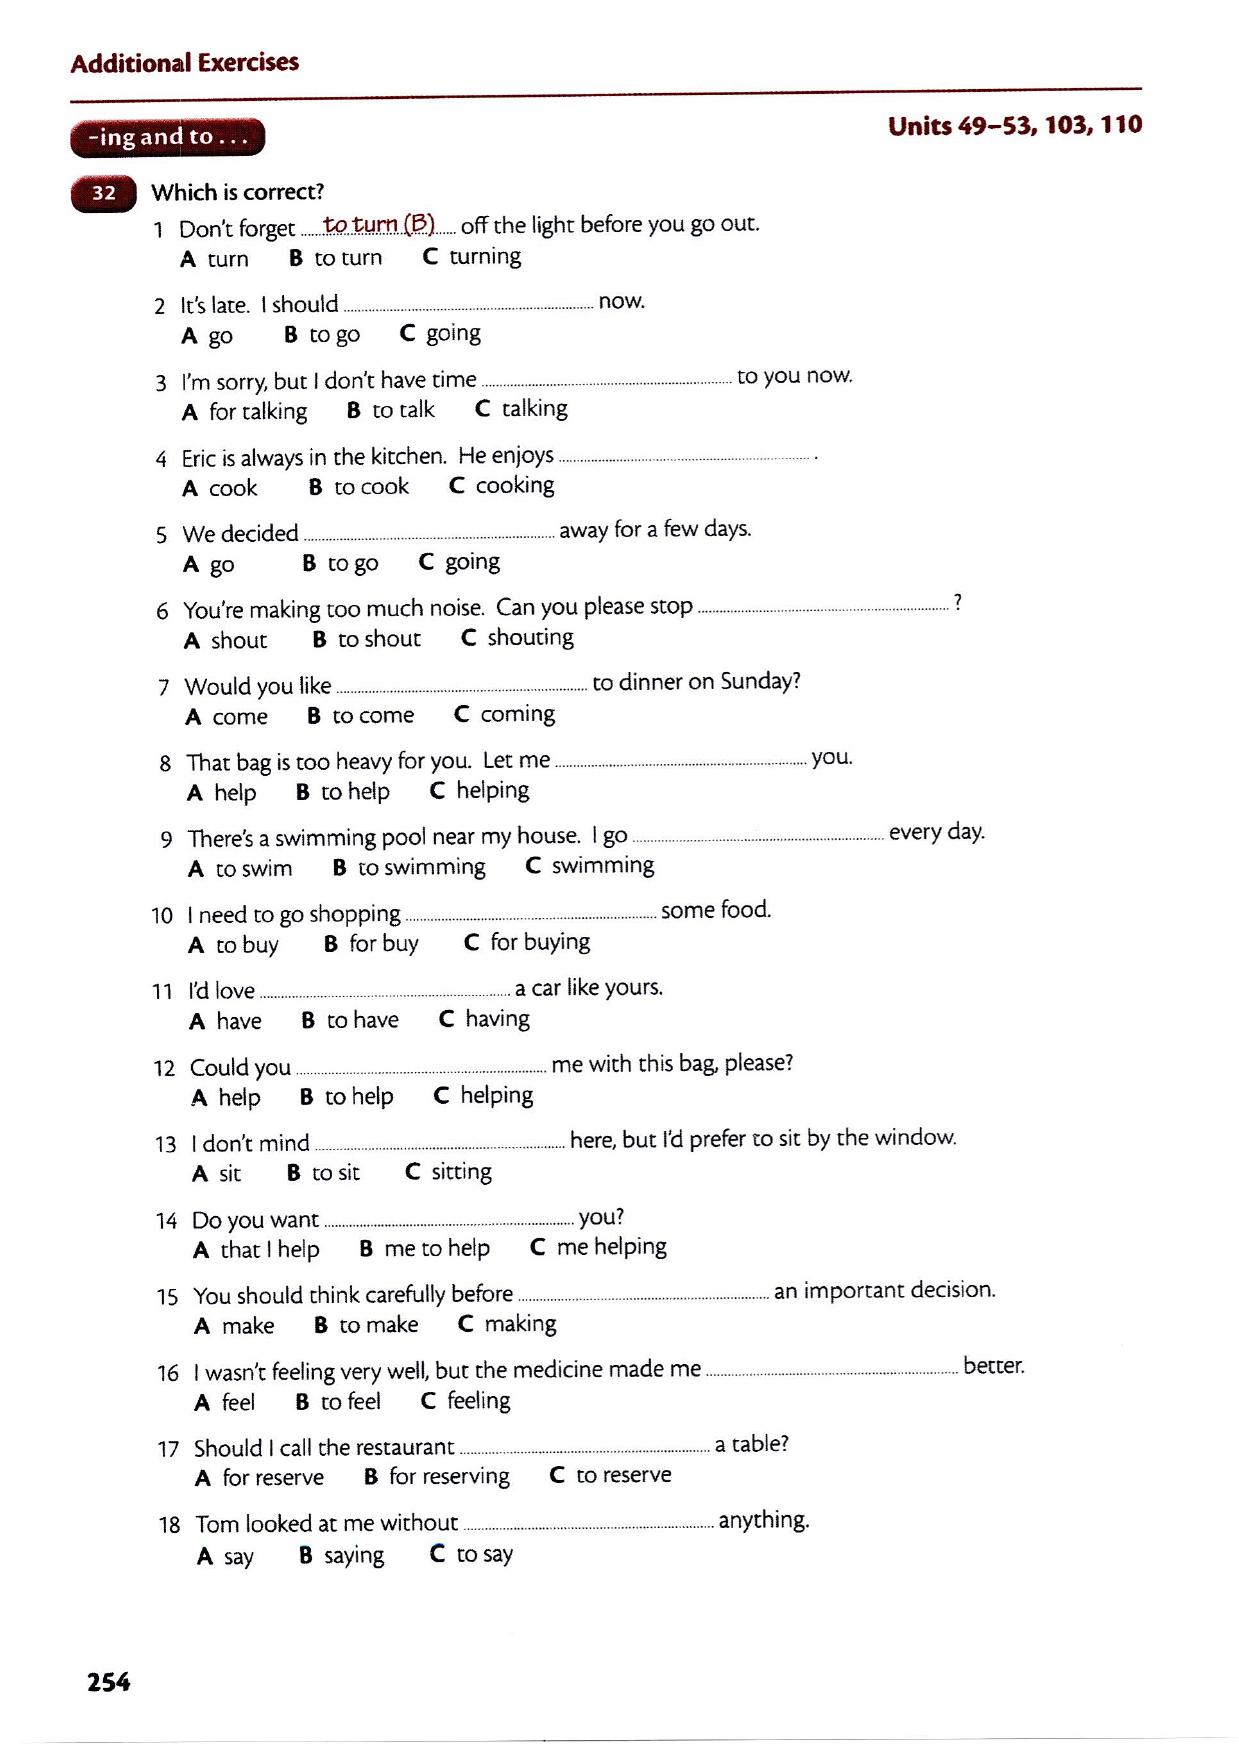 Additional Exercises
-ing and to . . .
Units 49–53, 103, 110
32 Which is correct?
1 Don't forget ..... to turn (B) ..... off the light before you go out.
A turn B to turn C turning
2 It's late. I should .......... now.
A go B to go C going
3 I'm sorry, but I don't have time .......... to you now.
A for talking B to talk C talking
4 Eric is always in the kitchen. He enjoys .......... .
A cook B to cook C cooking
5 We decided .......... away for a few days.
A go B to go C going
6 You're making too much noise. Can you please stop .......... ?
A shout B to shout C shouting
7 Would you like .......... to dinner on Sunday?
A come B to come C coming
8 That bag is too heavy for you. Let me .......... you.
A help B to help C helping
9 There's a swimming pool near my house. I go .......... every day.
A to swim B to swimming C swimming
10 I need to go shopping .......... some food.
A to buy B for buy C for buying
11 I'd love .......... a car like yours.
A have B to have C having
12 Could you .......... me with this bag, please?
A help B to help C helping
13 I don't mind .......... here, but I'd prefer to sit by the window.
A sit B to sit C sitting
14 Do you want .......... you?
A that I help B me to help C me helping
15 You should think carefully before .......... an important decision.
A make B to make C making
16 I wasn't feeling very well, but the medicine made me .......... better.
A feel B to feel C feeling
17 Should I call the restaurant .......... a table?
A for reserve B for reserving C to reserve
18 Tom looked at me without .......... anything.
A say B saying C to say
254